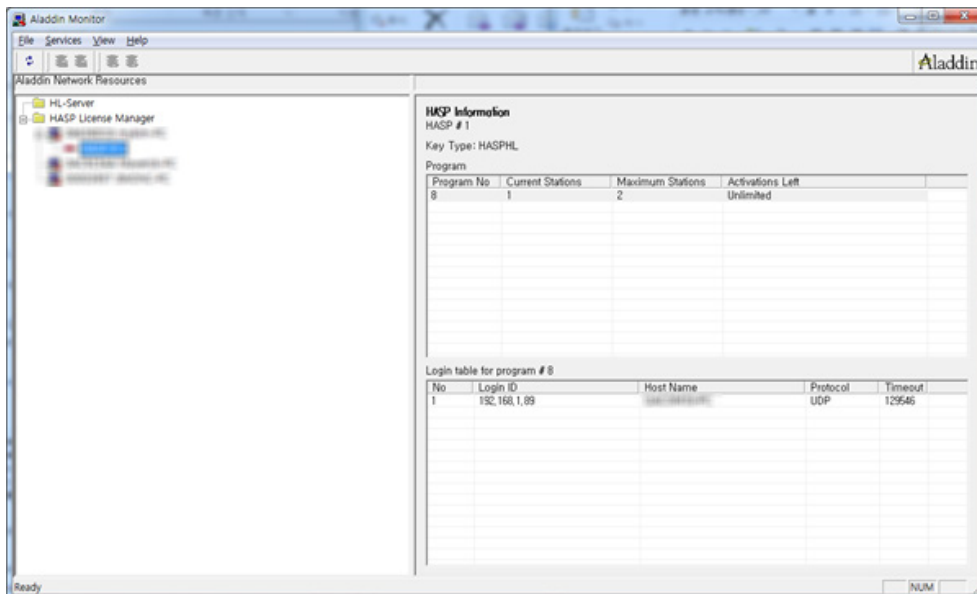 Aladdin Monitor
File Services View Help
Aladdin
Aladdin Network Resources
HL-Server
HASP License Manager
HASP Information
HASP # 1
Key Type: HASPHL
Program
Program No Current Stations Maximum Stations Activations Left
8 1 2 Unlimited
Login table for program # 8
No Login ID Host Name Protocol Timeout
1 192,168,1,89 UDP 129546
Ready NUM